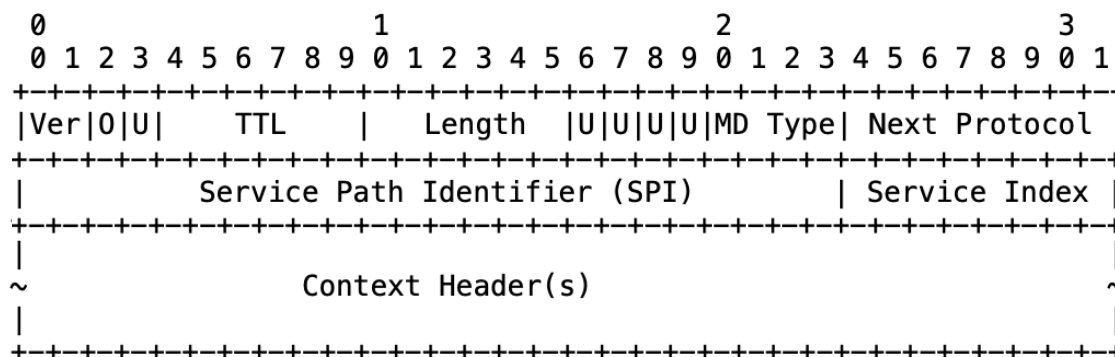 0                   1                   2                   3
 0 1 2 3 4 5 6 7 8 9 0 1 2 3 4 5 6 7 8 9 0 1 2 3 4 5 6 7 8 9 0 1
+-+-+-+-+-+-+-+-+-+-+-+-+-+-+-+-+-+-+-+-+-+-+-+-+-+-+-+-+-+-+-+-+
|Ver|O|U|    TTL    |   Length  |U|U|U|U|MD Type| Next Protocol
+-+-+-+-+-+-+-+-+-+-+-+-+-+-+-+-+-+-+-+-+-+-+-+-+-+-+-+-+-+-+-+-+
|          Service Path Identifier (SPI)        | Service Index |
+-+-+-+-+-+-+-+-+-+-+-+-+-+-+-+-+-+-+-+-+-+-+-+-+-+-+-+-+-+-+-+-+
|                                                               |
~                Context Header(s)                              ~
|                                                               |
+-+-+-+-+-+-+-+-+-+-+-+-+-+-+-+-+-+-+-+-+-+-+-+-+-+-+-+-+-+-+-+-+